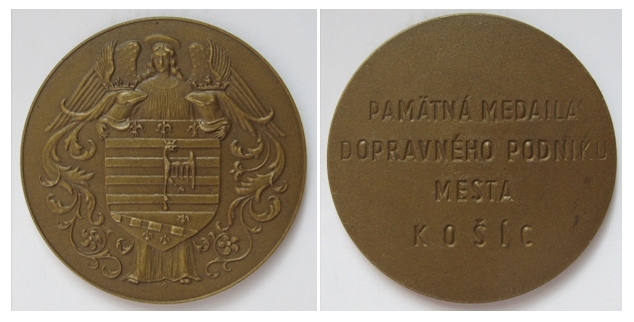 PAMÄTNÁ MEDAILA
DOPRAVNÉHO PODNIKU
MESTA
KOŠÍC